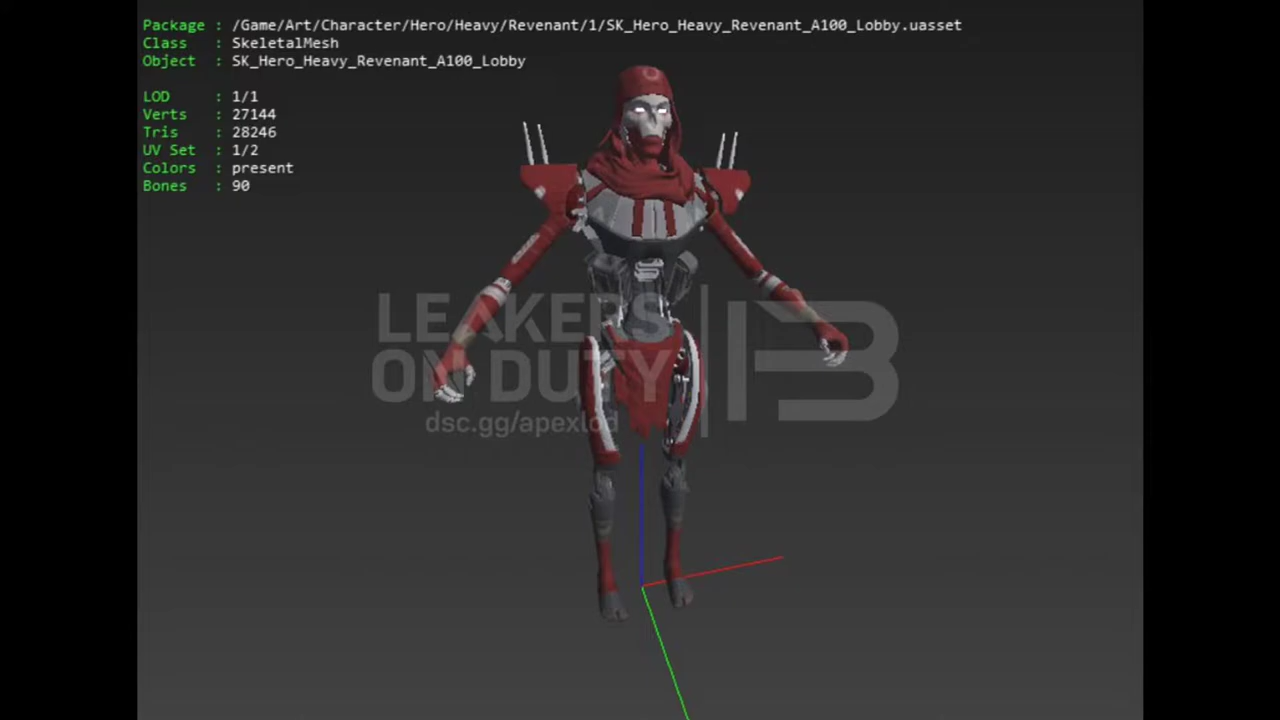 Package : /Game/Art/Character/Hero/Heavy/Revenant/1/SK_Hero_Heavy_Revenant_A100_Lobby.uasset
Class : SkeletalMesh
Object : SK_Hero_Heavy_Revenant_A100_Lobby
LOD : 1/1
Verts : 27144
Tris : 28246
UV Set : 1/2
Colors : present
Bones : 90
LEAKERS
ON DUTY
dsc.gg/apexlod